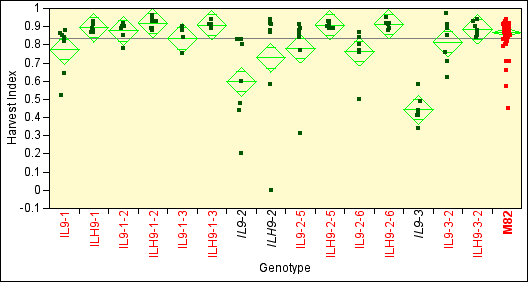 Harvest Index
1
0.9
0.8
0.7
0.6
0.5
0.4
0.3
0.2
0.1
0
-0.1
IL9-1
ILH9-1
IL9-1-2
ILH9-1-2
IL9-1-3
ILH9-1-3
IL9-2
ILH9-2
IL9-2-5
ILH9-2-5
IL9-2-6
ILH9-2-6
IL9-3
IL9-3-2
ILH9-3-2
M82
Genotype